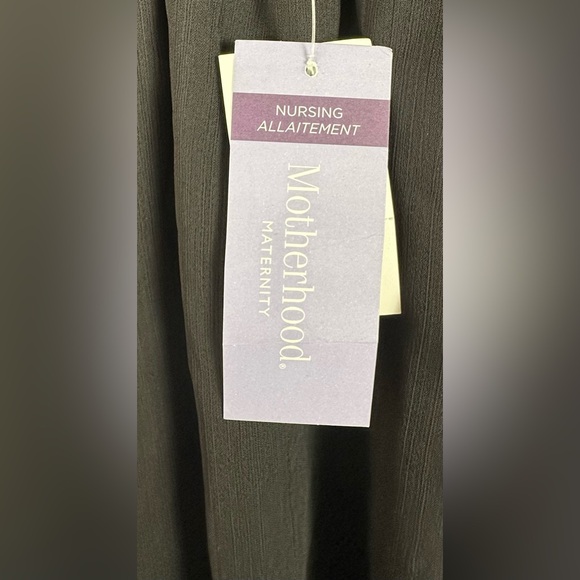 NURSING
ALLAITEMENT
Motherhood®
MATERNITY